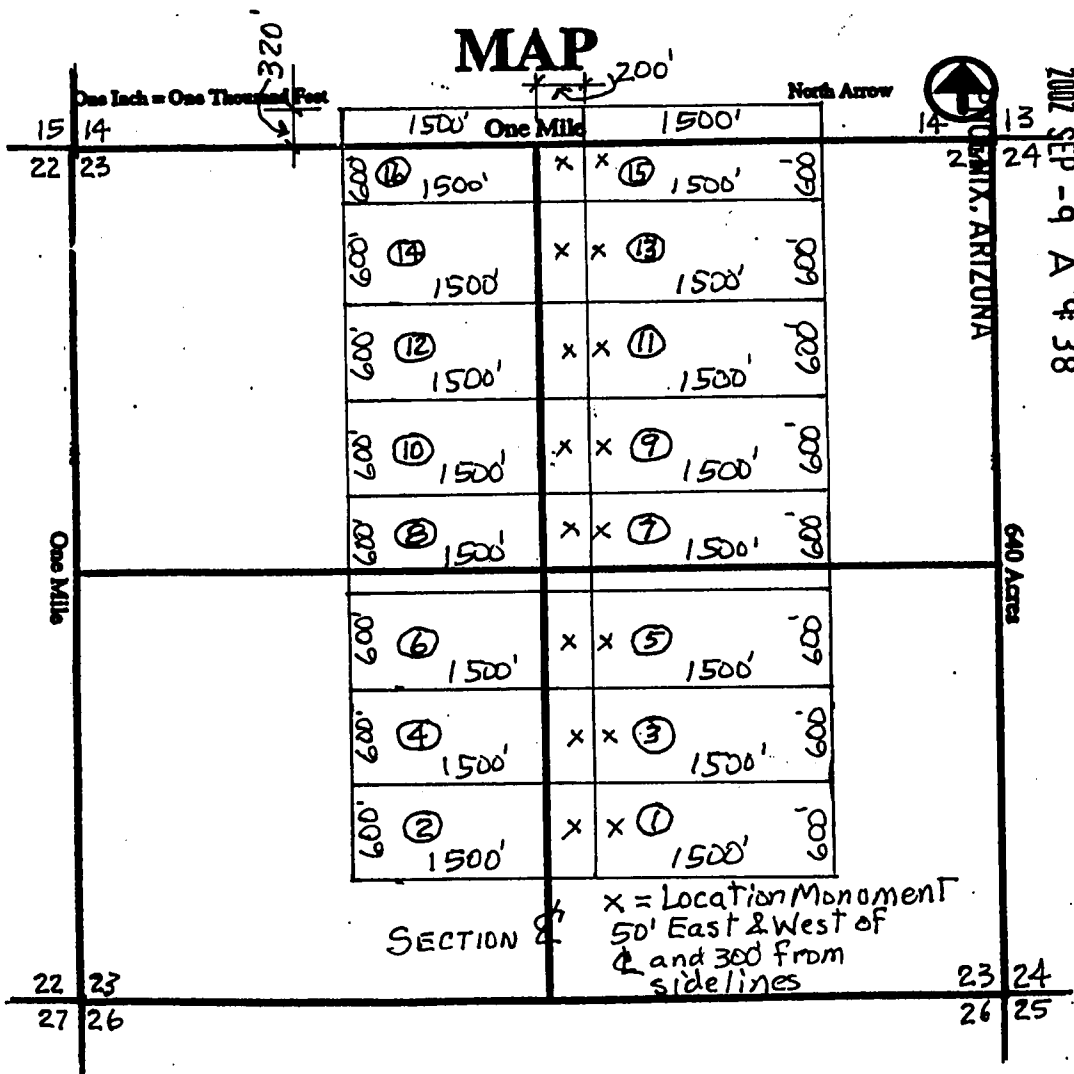 MAP
320'
200'
One Inch = One Thousand Feet
North Arrow
1500' One Mile 1500'
15 14 14 13
22 23 24
600' 16 1500' x x 15 1500' 600'
600' 14 1500' x x 13 1500' 600'
600' 12 1500' x x 11 1500' 600'
600' 10 1500' x x 9 1500' 600'
600' 8 1500' x x 7 1500' 600'
One Mile
640 Acres
600' 6 1500' x x 5 1500' 600'
600' 4 1500' x x 3 1500' 600'
600' 2 1500' x x 1 1500' 600'
SECTION ℄
x = Location Monument
50' East & West of
℄ and 300' from
sidelines
22 23 23 24
27 26 26 25
2002 SEP -9 A 9:38
ARIZONA